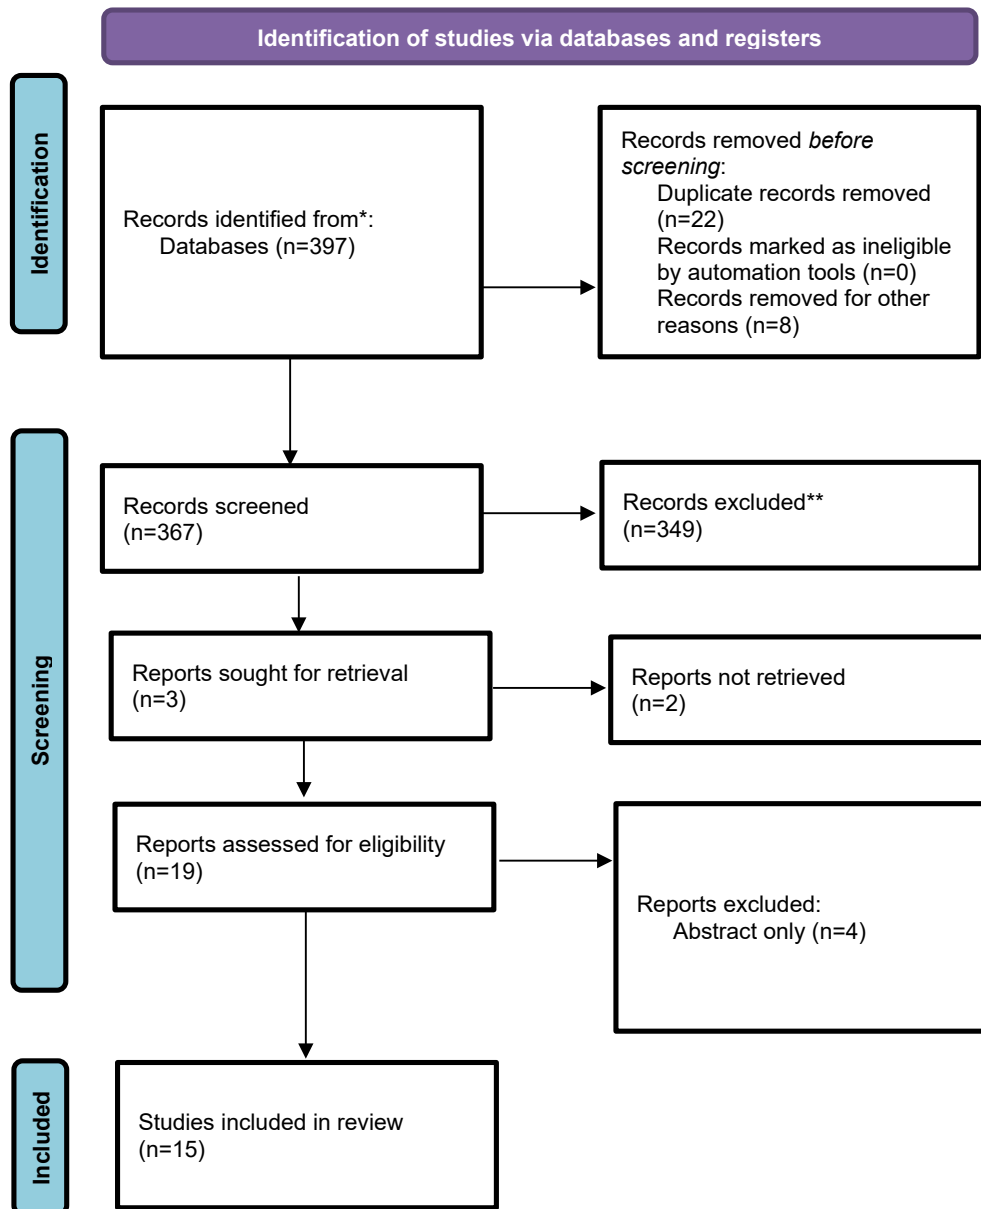 Identification of studies via databases and registers
Identification
Records identified from*:
Databases (n=397)
Records removed before
screening:
Duplicate records removed
(n=22)
Records marked as ineligible
by automation tools (n=0)
Records removed for other
reasons (n=8)
Screening
Records screened
(n=367)
Records excluded**
(n=349)
Reports sought for retrieval
(n=3)
Reports not retrieved
(n=2)
Reports assessed for eligibility
(n=19)
Reports excluded:
Abstract only (n=4)
Included
Studies included in review
(n=15)